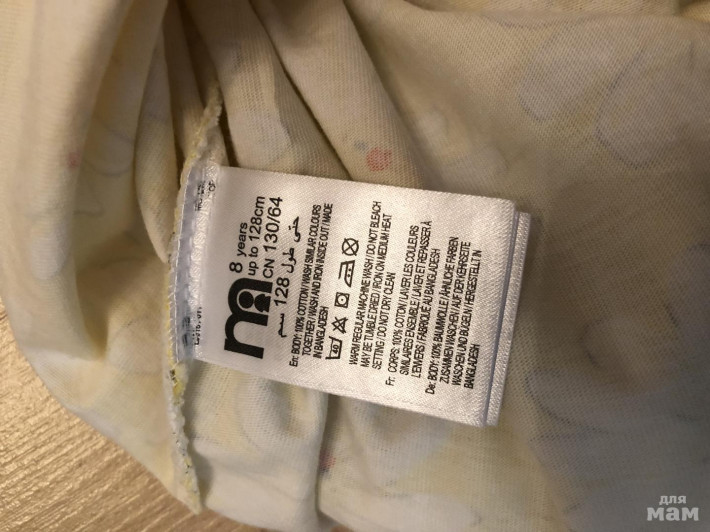 8 years
up to 128cm
CN 130/64
حتى طول 128 سم
En: BODY: 100% COTTON / WASH SIMILAR COLOURS
TOGETHER / WASH AND IRON INSIDE OUT / MADE
IN BANGLADESH
WARM REGULAR MACHINE WASH / DO NOT BLEACH
MAY BE TUMBLE DRIED / IRON ON MEDIUM HEAT
SETTING / DO NOT DRY CLEAN
Fr: CORPS: 100% COTON / LAVER LES COULEURS
SIMILAIRES ENSEMBLE / LAVER ET REPASSER À
L'ENVERS / FABRIQUÉ AU BANGLADESH
De: BODY: 100% BAUMWOLLE / ÄHNLICHE FARBEN
ZUSAMMEN WASCHEN / AUF DER KEHRSEITE
WASCHEN UND BÜGELN / HERGESTELLT IN
BANGLADESH
для
мам